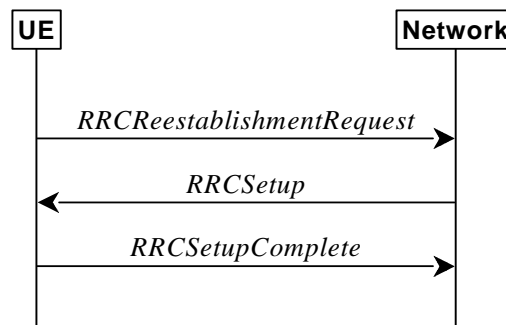 UE Network
RRCReestablishmentRequest
RRCSetup
RRCSetupComplete